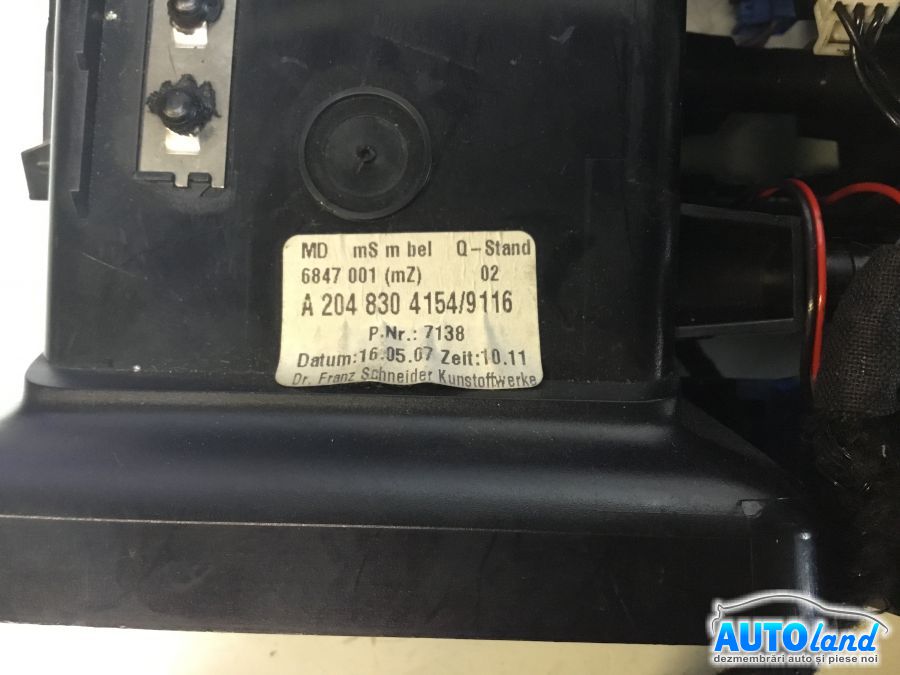 MD mS m bel Q-Stand
6847 001 (mZ) 02
A 204 830 4154/9116
P.Nr.: 7138
Datum:16.05.07 Zeit:10.11
Dr. Franz Schneider Kunstoffwerke
AUTOland
dezmembrări auto și piese noi